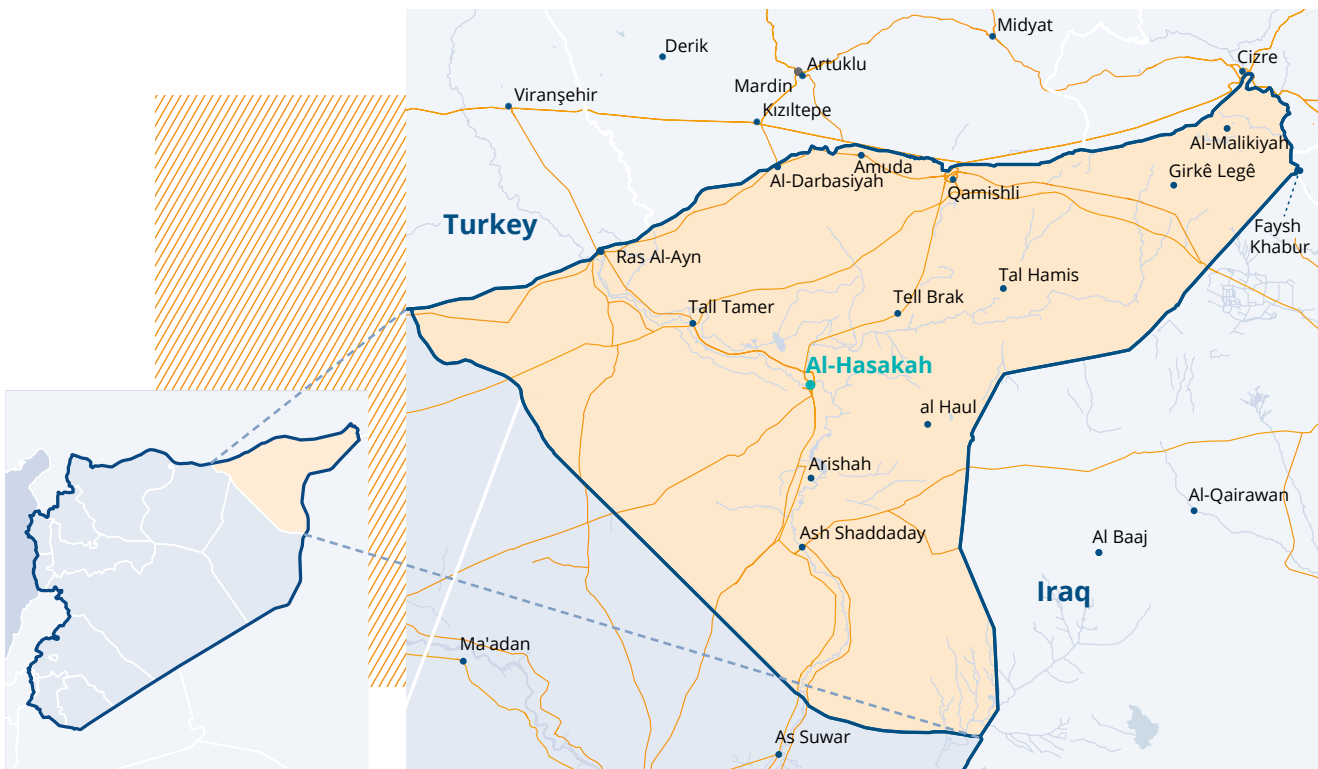 Midyat
Derik
Cizre
Artuklu
Mardin
Viranşehir
Kızıltepe
Al-Malikiyah
Amuda
Girkê Legê
Al-Darbasiyah
Qamishli
Turkey
Faysh
Khabur
Ras Al-Ayn
Tal Hamis
Tell Brak
Tall Tamer
Al-Hasakah
al Haul
Arishah
Al-Qairawan
Ash Shaddaday
Al Baaj
Iraq
Ma'adan
As Suwar